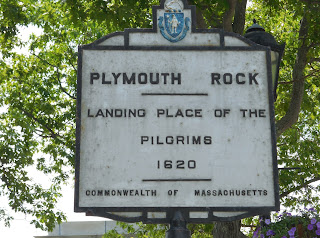 PLYMOUTH ROCK
LANDING PLACE OF THE
PILGRIMS
1620
COMMONWEALTH OF MASSACHUSETTS